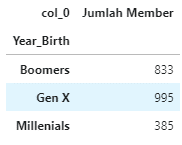 col_0 Jumlah Member
Year_Birth
Boomers 833
Gen X 995
Millenials 385